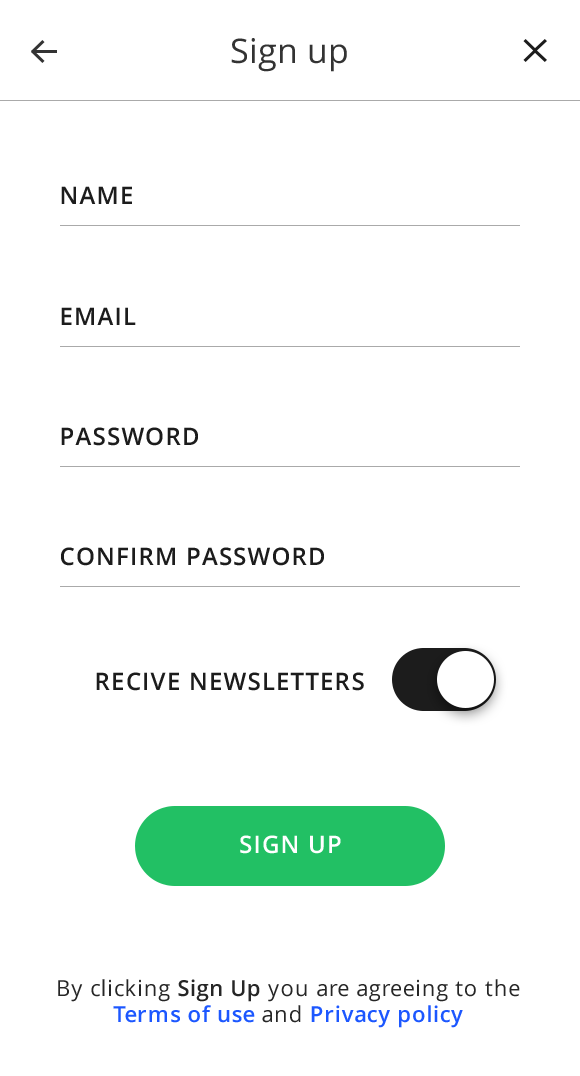 Sign up
NAME
EMAIL
PASSWORD
CONFIRM PASSWORD
RECIVE NEWSLETTERS
SIGN UP
By clicking Sign Up you are agreeing to the
Terms of use and Privacy policy